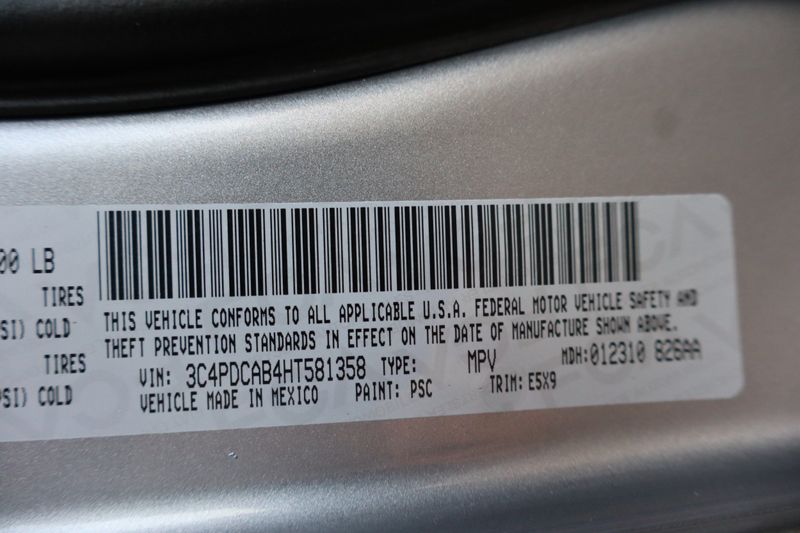 00 LB
TIRES
SI) COLD
TIRES
PSI) COLD
THIS VEHICLE CONFORMS TO ALL APPLICABLE U.S.A. FEDERAL MOTOR VEHICLE SAFETY AND
THEFT PREVENTION STANDARDS IN EFFECT ON THE DATE OF MANUFACTURE SHOWN ABOVE.
VIN: 3C4PDCAB4HT581358 TYPE: MPV MDH:012310 626AA
VEHICLE MADE IN MEXICO PAINT: PSC TRIM: E5X9